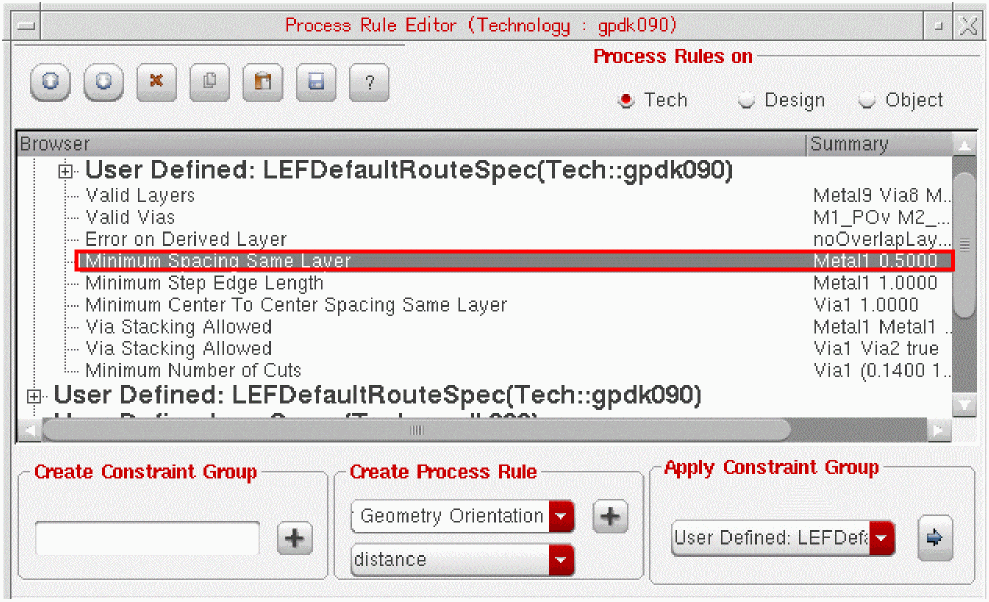 Process Rule Editor (Technology : gpdk090)
Process Rules on
? Tech Design Object
Browser Summary
User Defined: LEFDefaultRouteSpec(Tech::gpdk090)
Valid Layers Metal9 Via8 M..
Valid Vias M1_POv M2_...
Error on Derived Layer noOverlapLay...
Minimum Spacing Same Layer Metal1 0.5000
Minimum Step Edge Length Metal1 1.0000
Minimum Center To Center Spacing Same Layer Via1 1.0000
Via Stacking Allowed Metal1 Metal1 ..
Via Stacking Allowed Via1 Via2 true
Minimum Number of Cuts Via1 (0.1400 1..
User Defined: LEFDefaultRouteSpec(Tech::gpdk090)
Create Constraint Group Create Process Rule Apply Constraint Group
Geometry Orientation
User Defined: LEFDefa
distance